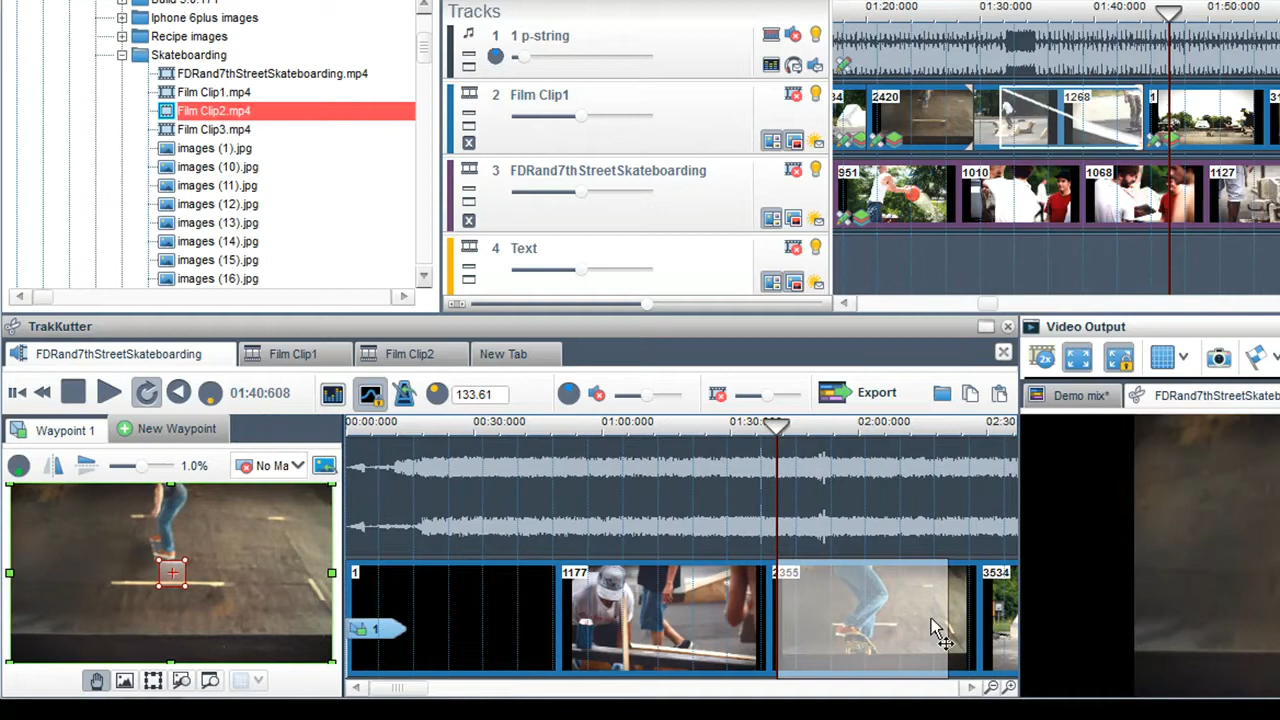 Build 5.0.171
Iphone 6plus images
Recipe images
Skateboarding
FDRand7thStreetSkateboarding.mp4
Film Clip1.mp4
Film Clip2.mp4
Film Clip3.mp4
images (1).jpg
images (10).jpg
images (11).jpg
images (12).jpg
images (13).jpg
images (14).jpg
images (15).jpg
images (16).jpg
Tracks
1 1 p-string
2 Film Clip1
3 FDRand7thStreetSkateboarding
4 Text
01:20:000 01:30:000 01:40:000 01:50:000
34 2420 1268 1 31
951 1010 1068 1127
TrakKutter
FDRand7thStreetSkateboarding Film Clip1 Film Clip2 New Tab
01:40:608 133.61 Export
Waypoint 1 New Waypoint
1.0% No Ma
00:00:000 00:30:000 01:00:000 01:30: 02:00:000 02:30
1 1177 2355 3534
1
Video Output
2x
Demo mix* FDRand7thStreetSkateb